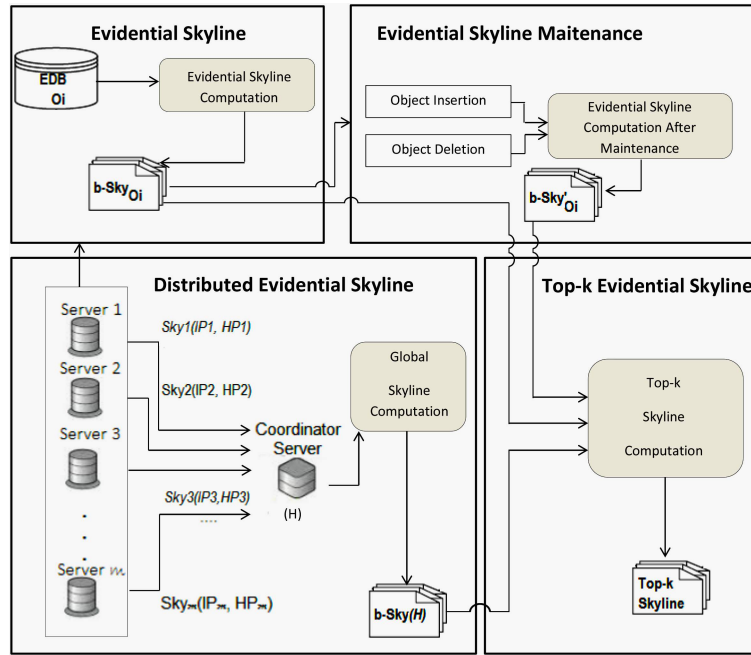 Evidential Skyline
EDB
Oi
Evidential Skyline
Computation
b-Sky
Oi
Evidential Skyline Maitenance
Object Insertion
Object Deletion
Evidential Skyline
Computation After
Maintenance
b-Sky'
Oi
Distributed Evidential Skyline
Server 1
Server 2
Server 3
.
.
.
Server m
Sky1(IP1, HP1)
Sky2(IP2, HP2)
Sky3(IP3,HP3)
....
Skym(IPm, HPm)
Coordinator
Server
(H)
Global
Skyline
Computation
b-Sky(H)
Top-k Evidential Skyline
Top-k
Skyline
Computation
Top-k
Skyline